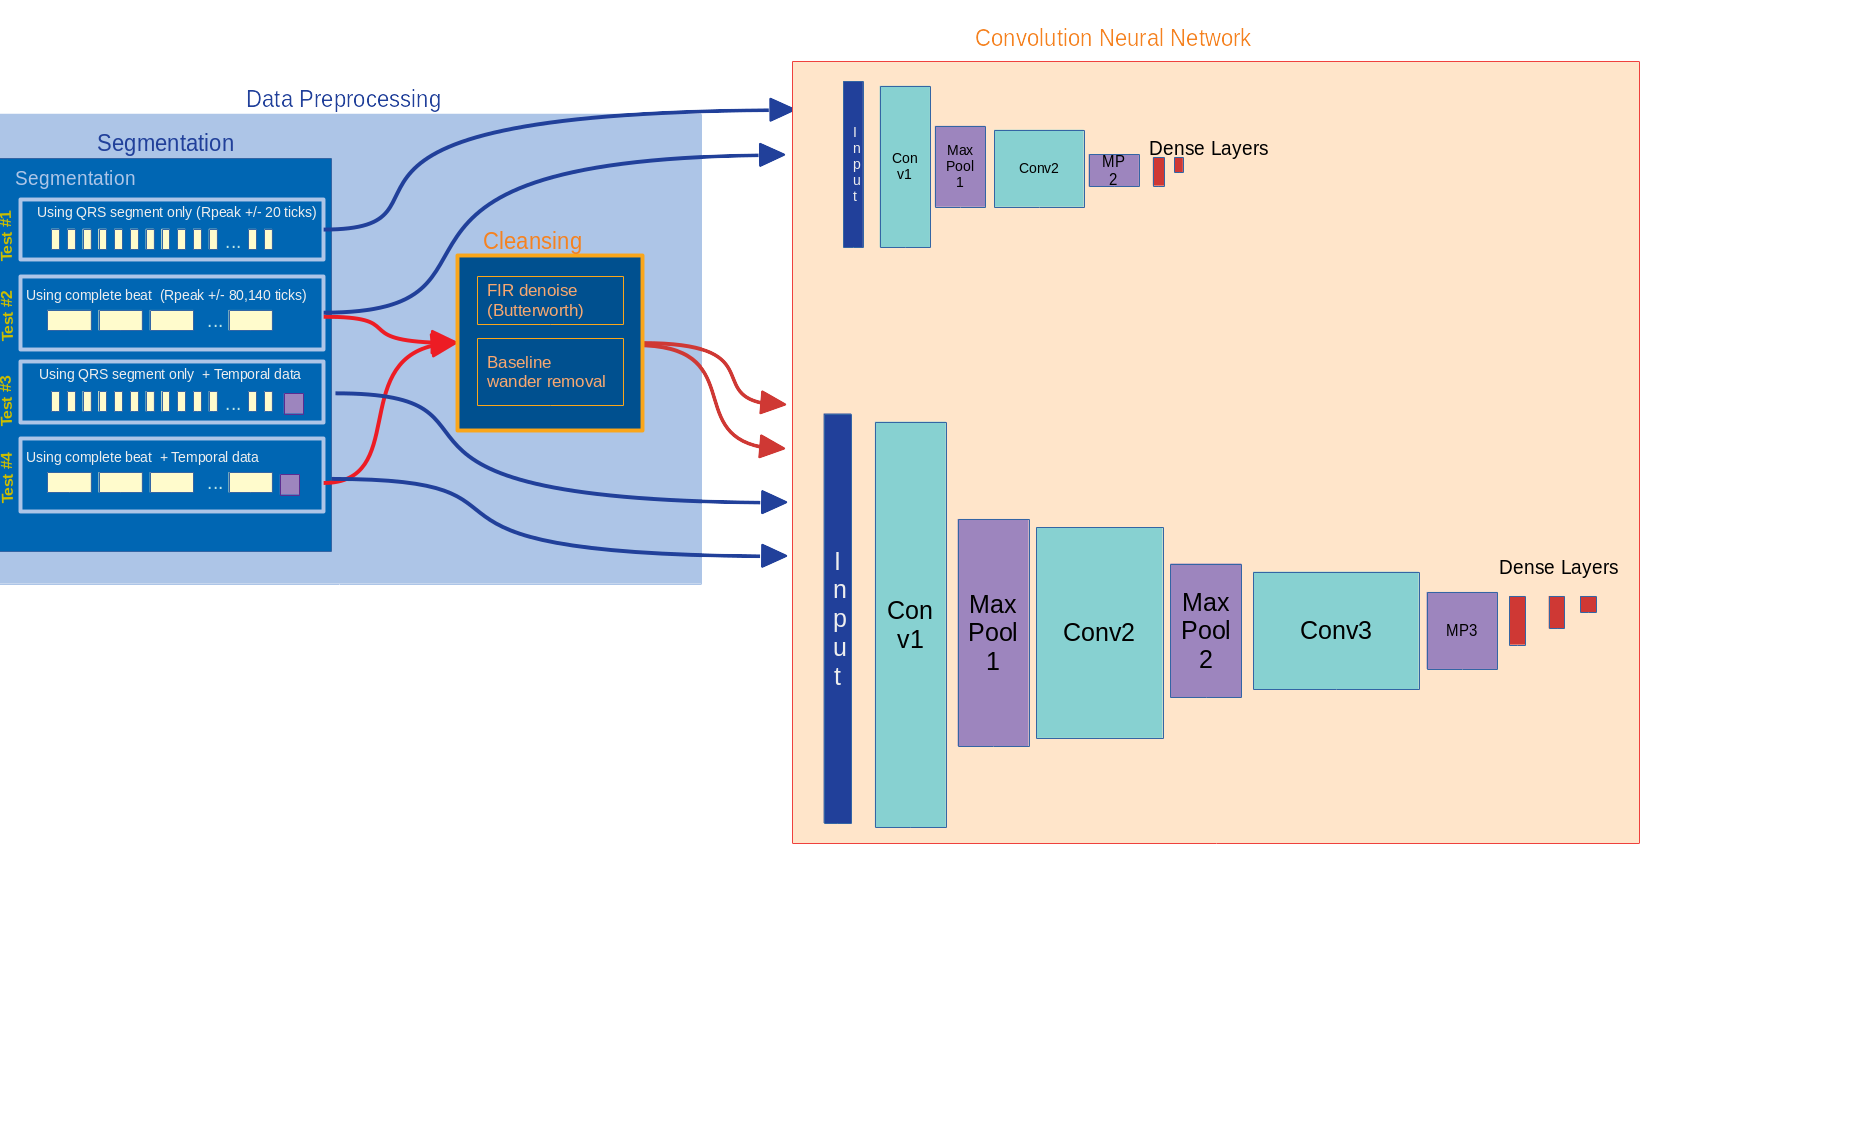 Convolution Neural Network
Data Preprocessing
Segmentation
Segmentation
Test #1
Using QRS segment only (Rpeak +/- 20 ticks)
...
Test #2
Using complete beat  (Rpeak +/- 80,140 ticks)
...
Test #3
Using QRS segment only  + Temporal data
...
Test #4
Using complete beat  + Temporal data
...
Cleansing
FIR denoise
(Butterworth)
Baseline
wander removal
I
n
p
u
t
Con
v1
Max
Pool
1
Conv2
MP
2
Dense Layers
I
n
p
u
t
Con
v1
Max
Pool
1
Conv2
Max
Pool
2
Conv3
MP3
Dense Layers